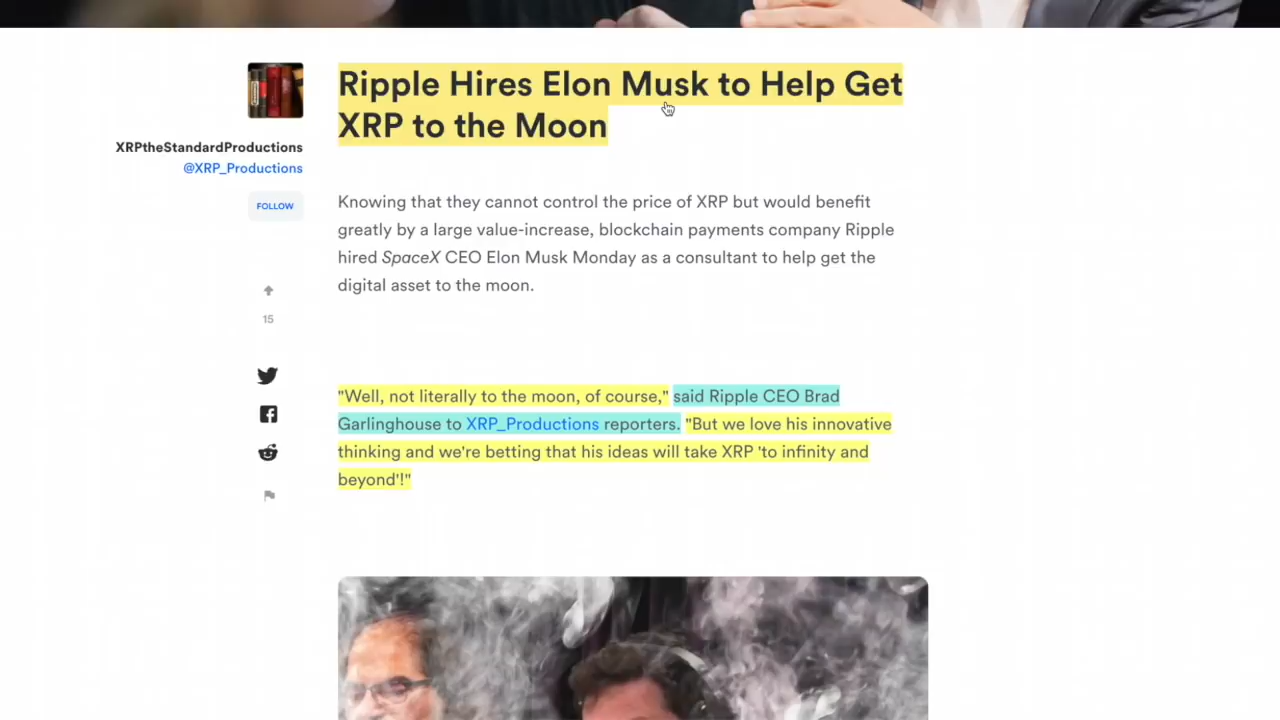 Ripple Hires Elon Musk to Help Get
XRP to the Moon
XRPtheStandardProductions
@XRP_Productions
FOLLOW
15
Knowing that they cannot control the price of XRP but would benefit
greatly by a large value-increase, blockchain payments company Ripple
hired SpaceX CEO Elon Musk Monday as a consultant to help get the
digital asset to the moon.
"Well, not literally to the moon, of course," said Ripple CEO Brad
Garlinghouse to XRP_Productions reporters. "But we love his innovative
thinking and we're betting that his ideas will take XRP 'to infinity and
beyond'!"